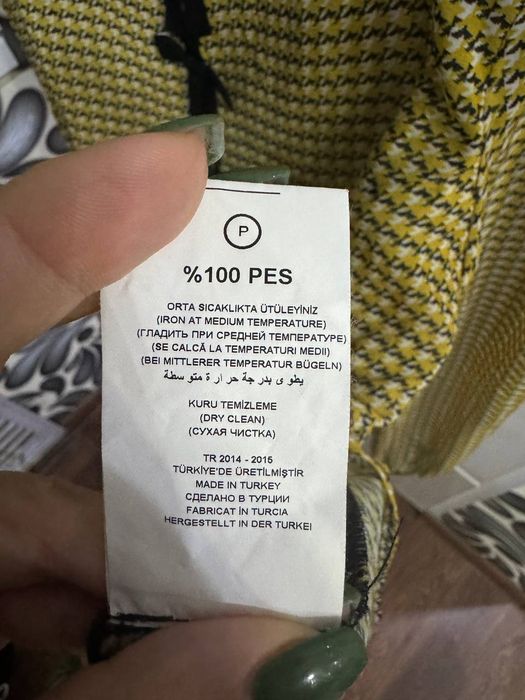 P
%100 PES
ORTA SICAKLIKTA ÜTÜLEYİNİZ
(IRON AT MEDIUM TEMPERATURE)
(ГЛАДИТЬ ПРИ СРЕДНЕЙ ТЕМПЕРАТУРЕ)
(SE CALCĂ LA TEMPERATURI MEDII)
(BEI MITTLERER TEMPERATUR BÜGELN)
يطوى بدرجة حرارة متوسطة
KURU TEMİZLEME
(DRY CLEAN)
(СУХАЯ ЧИСТКА)
TR 2014 - 2015
TÜRKİYE'DE ÜRETİLMİŞTİR
MADE IN TURKEY
СДЕЛАНО В ТУРЦИИ
FABRICAT İN TURCIA
HERGESTELLT IN DER TURKEI